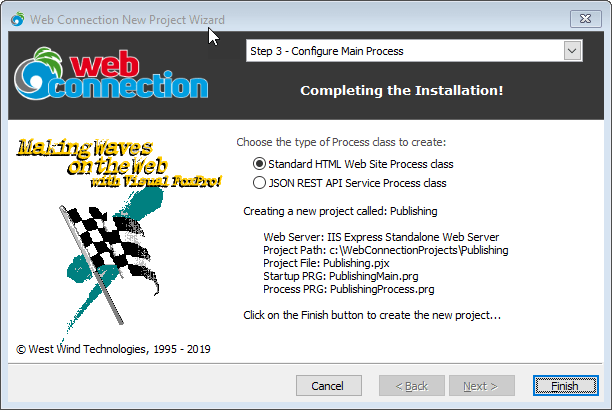 Web Connection New Project Wizard
Step 3 - Configure Main Process
web
connection
Completing the Installation!
Making Waves
on the Web
with Visual FoxPro!
Choose the type of Process class to create:
Standard HTML Web Site Process class
JSON REST API Service Process class
Creating a new project called: Publishing
Web Server: IIS Express Standalone Web Server
Project Path: c:\WebConnectionProjects\Publishing
Project File: Publishing.pjx
Startup PRG: PublishingMain.prg
Process PRG: PublishingProcess.prg
Click on the Finish button to create the new project...
© West Wind Technologies, 1995 - 2019
Cancel
< Back
Next >
Finish